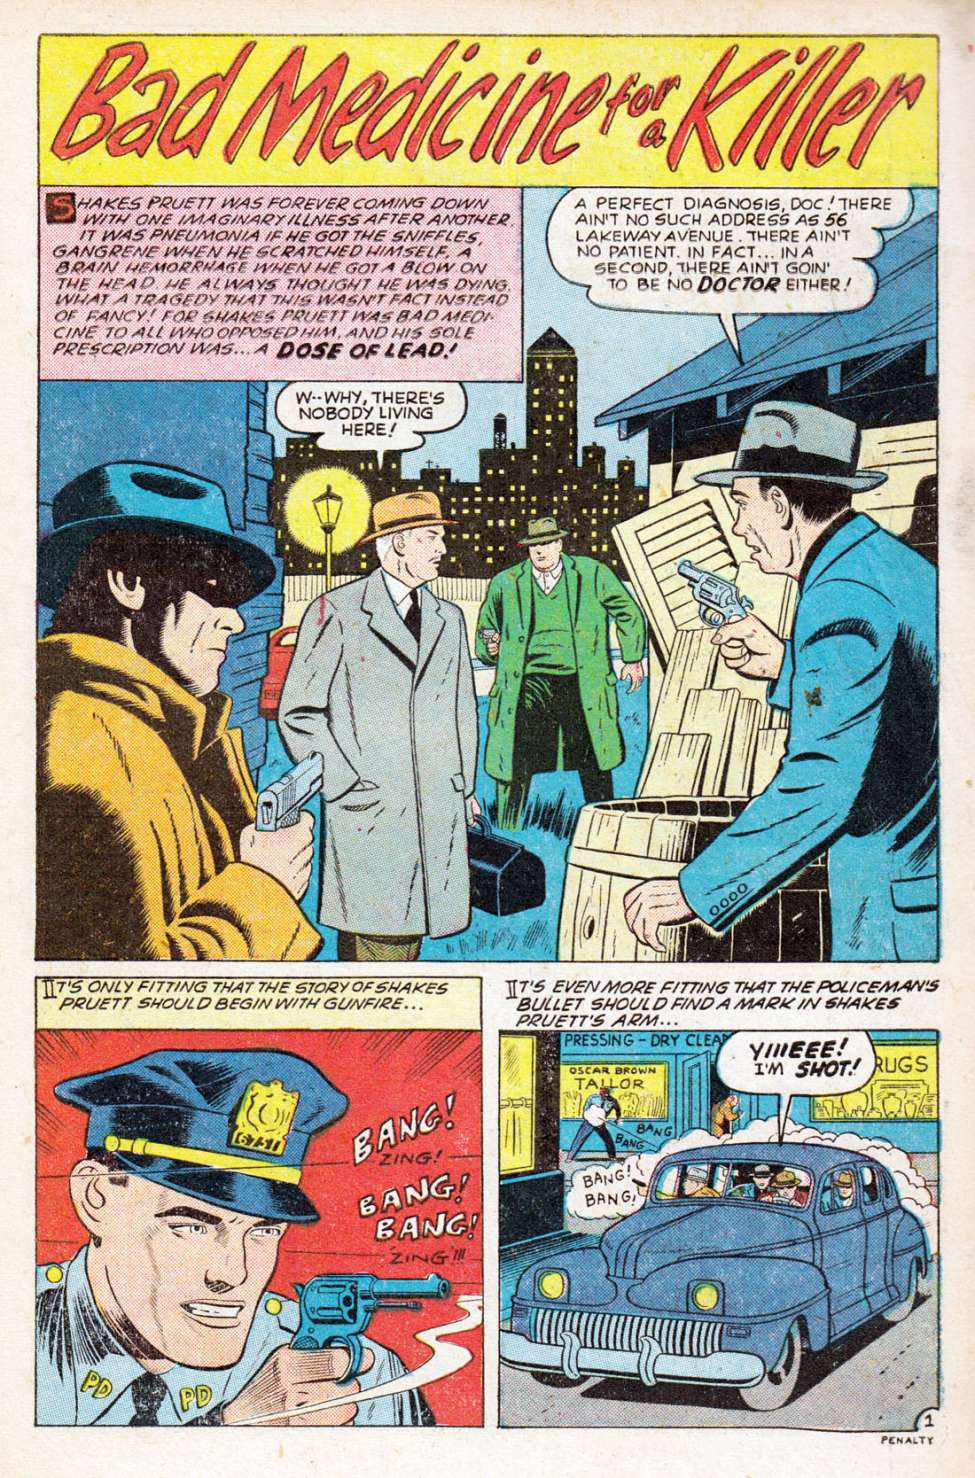 Bad Medicine for a Killer
SHAKES PRUETT WAS FOREVER COMING DOWN
WITH ONE IMAGINARY ILLNESS AFTER ANOTHER.
IT WAS PNEUMONIA IF HE GOT THE SNIFFLES,
GANGRENE WHEN HE SCRATCHED HIMSELF, A
BRAIN HEMORRHAGE WHEN HE GOT A BLOW ON
THE HEAD. HE ALWAYS THOUGHT HE WAS DYING.
WHAT A TRAGEDY THAT THIS WASN'T FACT INSTEAD
OF FANCY! FOR SHAKES PRUETT WAS BAD MEDI-
CINE TO ALL WHO OPPOSED HIM, AND HIS SOLE
PRESCRIPTION WAS... A DOSE OF LEAD!
A PERFECT DIAGNOSIS, DOC! THERE
AIN'T NO SUCH ADDRESS AS 56
LAKEWAY AVENUE. THERE AIN'T
NO PATIENT. IN FACT... IN A
SECOND, THERE AIN'T GOIN'
TO BE NO DOCTOR EITHER!
W--WHY, THERE'S
NOBODY LIVING
HERE!
IT'S ONLY FITTING THAT THE STORY OF SHAKES
PRUETT SHOULD BEGIN WITH GUNFIRE...
6751
BANG!
ZING!
BANG!
BANG!
ZING!!!
PD
PD
IT'S EVEN MORE FITTING THAT THE POLICEMAN'S
BULLET SHOULD FIND A MARK IN SHAKES
PRUETT'S ARM...
PRESSING - DRY CLEA
OSCAR BROWN
TAILOR
RUGS
YIIIEEEE!
I'M SHOT!
BANG
BANG
BANG!
BANG!
1
PENALTY